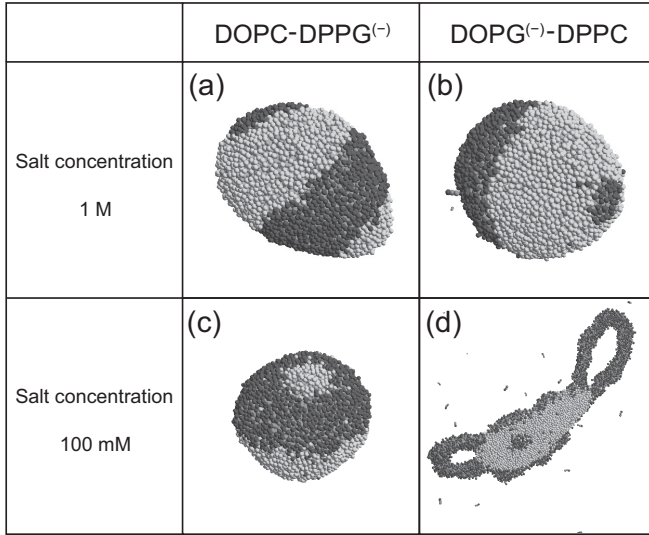 DOPC-DPPG(−) DOPG(−)-DPPC
(a) (b)
Salt concentration
1 M
(c) (d)
Salt concentration
100 mM